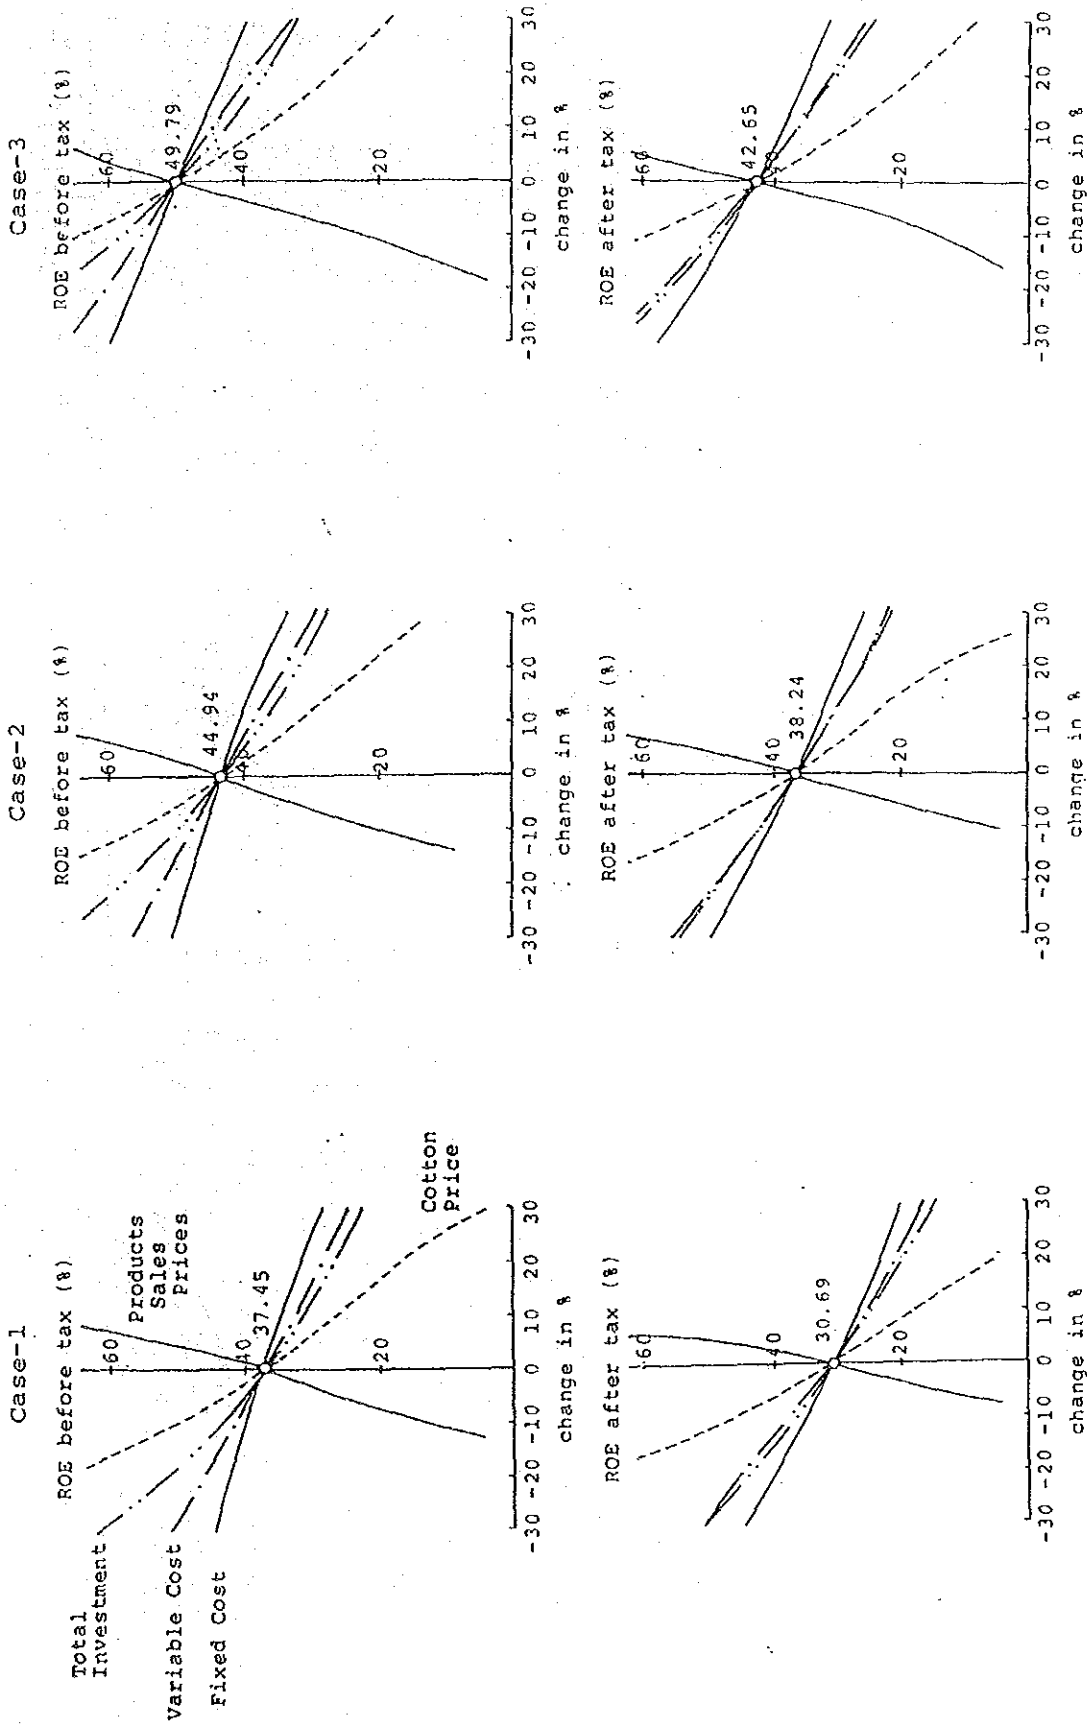 Case-1
ROE before tax (%)
60
Products
Sales
Prices
40
37.45
20
Total
Investment
Variable Cost
Fixed Cost
Cotton
Price
-30 -20 -10 0 10 20 30
change in %
ROE after tax (%)
60
40
30.69
20
-30 -20 -10 0 10 20 30
change in %
Case-2
ROE before tax (%)
60
44.94
40
20
-30 -20 -10 0 10 20 30
change in %
ROE after tax (%)
60
40
38.24
20
-30 -20 -10 0 10 20 30
change in %
Case-3
ROE before tax (%)
60
49.79
40
20
-30 -20 -10 0 10 20 30
change in %
ROE after tax (%)
60
42.65
20
-30 -20 -10 0 10 20 30
change in %